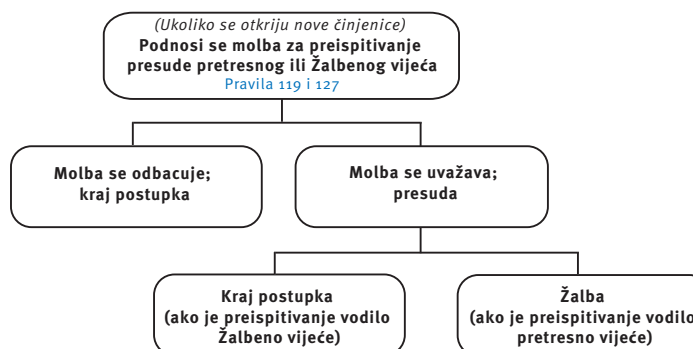 (Ukoliko se otkriju nove činjenice)
Podnosi se molba za preispitivanje
presude pretresnog ili Žalbenog vijeća
Pravila 119 i 127
Molba se odbacuje;
kraj postupka
Molba se uvažava;
presuda
Kraj postupka
(ako je preispitivanje vodilo
Žalbeno vijeće)
Žalba
(ako je preispitivanje vodilo
pretresno vijeće)